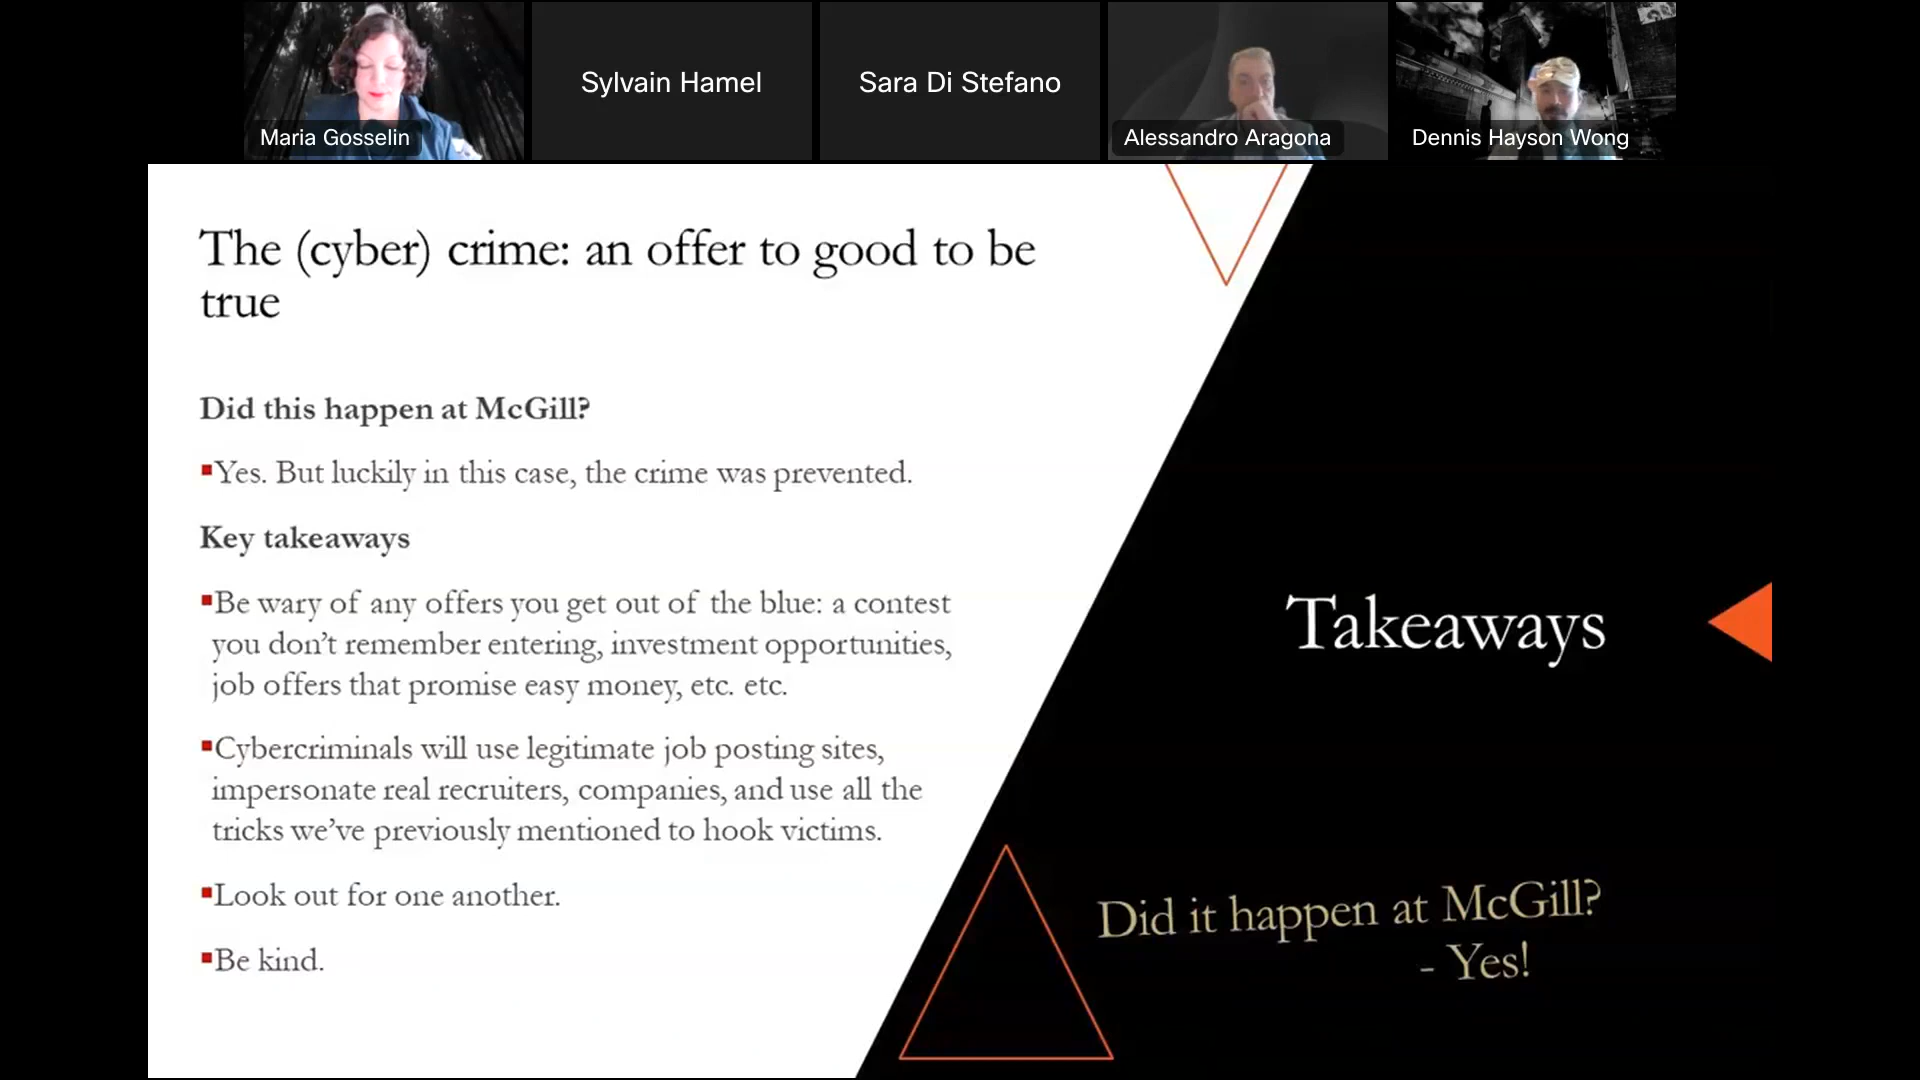 Maria Gosselin
Sylvain Hamel
Sara Di Stefano
Alessandro Aragona
Dennis Hayson Wong
The (cyber) crime: an offer to good to be
true
Did this happen at McGill?
▪Yes. But luckily in this case, the crime was prevented.
Key takeaways
▪Be wary of any offers you get out of the blue: a contest
you don't remember entering, investment opportunities,
job offers that promise easy money, etc. etc.
▪Cybercriminals will use legitimate job posting sites,
impersonate real recruiters, companies, and use all the
tricks we've previously mentioned to hook victims.
▪Look out for one another.
▪Be kind.
Takeaways
Did it happen at McGill?
- Yes!